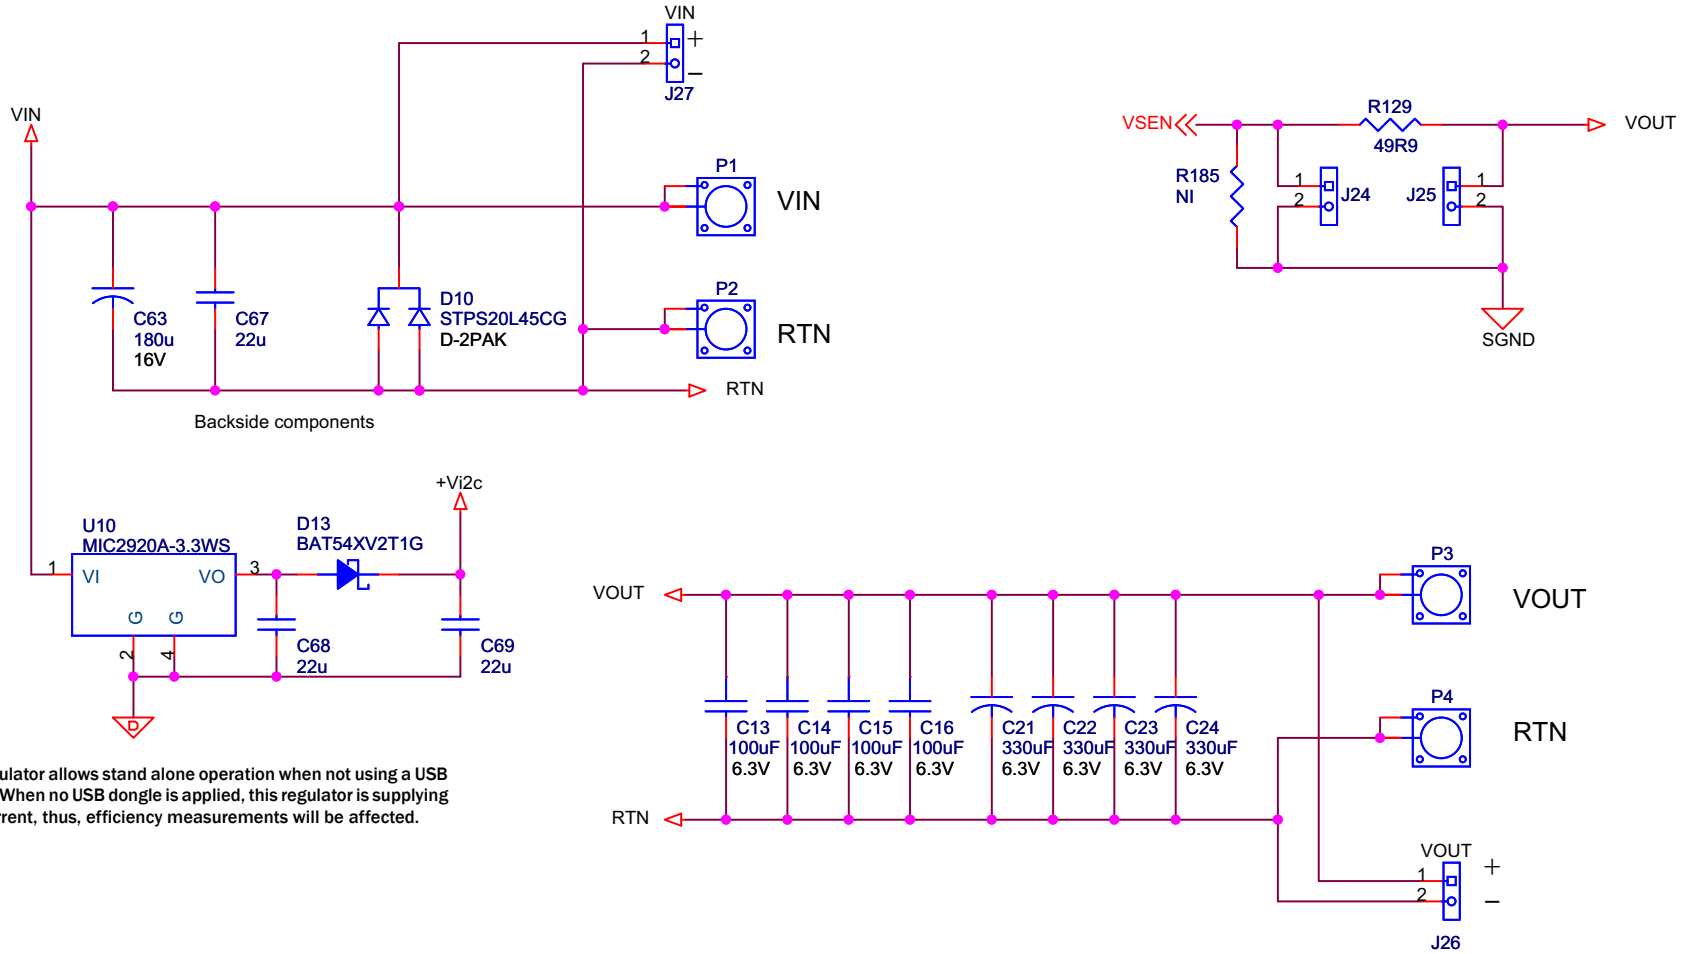 VIN
1
+
2
–
J27
VIN
P1
VIN
P2
RTN
C63
180u
16V
C67
22u
D10
STPS20L45CG
D-2PAK
RTN
Backside components
VSEN
R129
49R9
VOUT
R185
NI
1
2
J24
J25
1
2
SGND
+Vi2c
U10
MIC2920A-3.3WS
D13
BAT54XV2T1G
1
VI
VO
3
G
G
2
4
C68
22u
C69
22u
D
ulator allows stand alone operation when not using a USB
When no USB dongle is applied, this regulator is supplying
rent, thus, efficiency measurements will be affected.
VOUT
P3
VOUT
P4
RTN
C13
100uF
6.3V
C14
100uF
6.3V
C15
100uF
6.3V
C16
100uF
6.3V
C21
330uF
6.3V
C22
330uF
6.3V
C23
330uF
6.3V
C24
330uF
6.3V
RTN
VOUT
1
+
2
–
J26